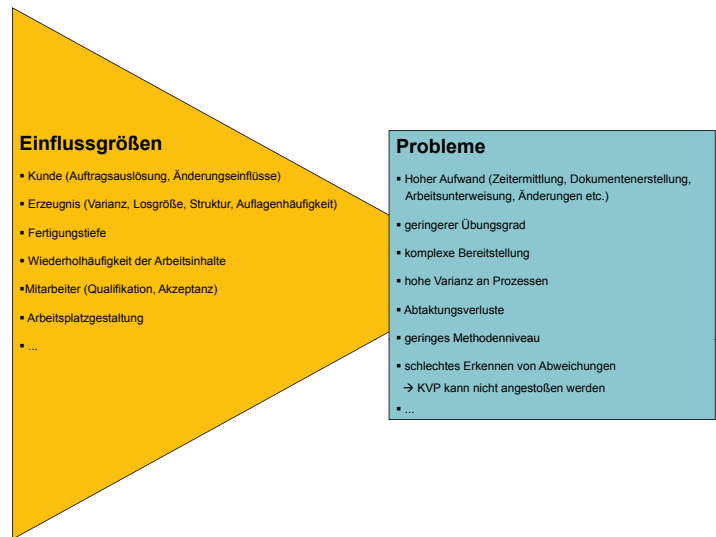 Einflussgrößen
▪ Kunde (Auftragsauslösung, Änderungseinflüsse)
▪ Erzeugnis (Varianz, Losgröße, Struktur, Auflagenhäufigkeit)
▪ Fertigungstiefe
▪ Wiederholhäufigkeit der Arbeitsinhalte
▪Mitarbeiter (Qualifikation, Akzeptanz)
▪ Arbeitsplatzgestaltung
▪ ...
Probleme
▪ Hoher Aufwand (Zeitermittlung, Dokumentenerstellung,
Arbeitsunterweisung, Änderungen etc.)
▪ geringerer Übungsgrad
▪ komplexe Bereitstellung
▪ hohe Varianz an Prozessen
▪ Abtaktungsverluste
▪ geringes Methodenniveau
▪ schlechtes Erkennen von Abweichungen
→ KVP kann nicht angestoßen werden
▪ ...